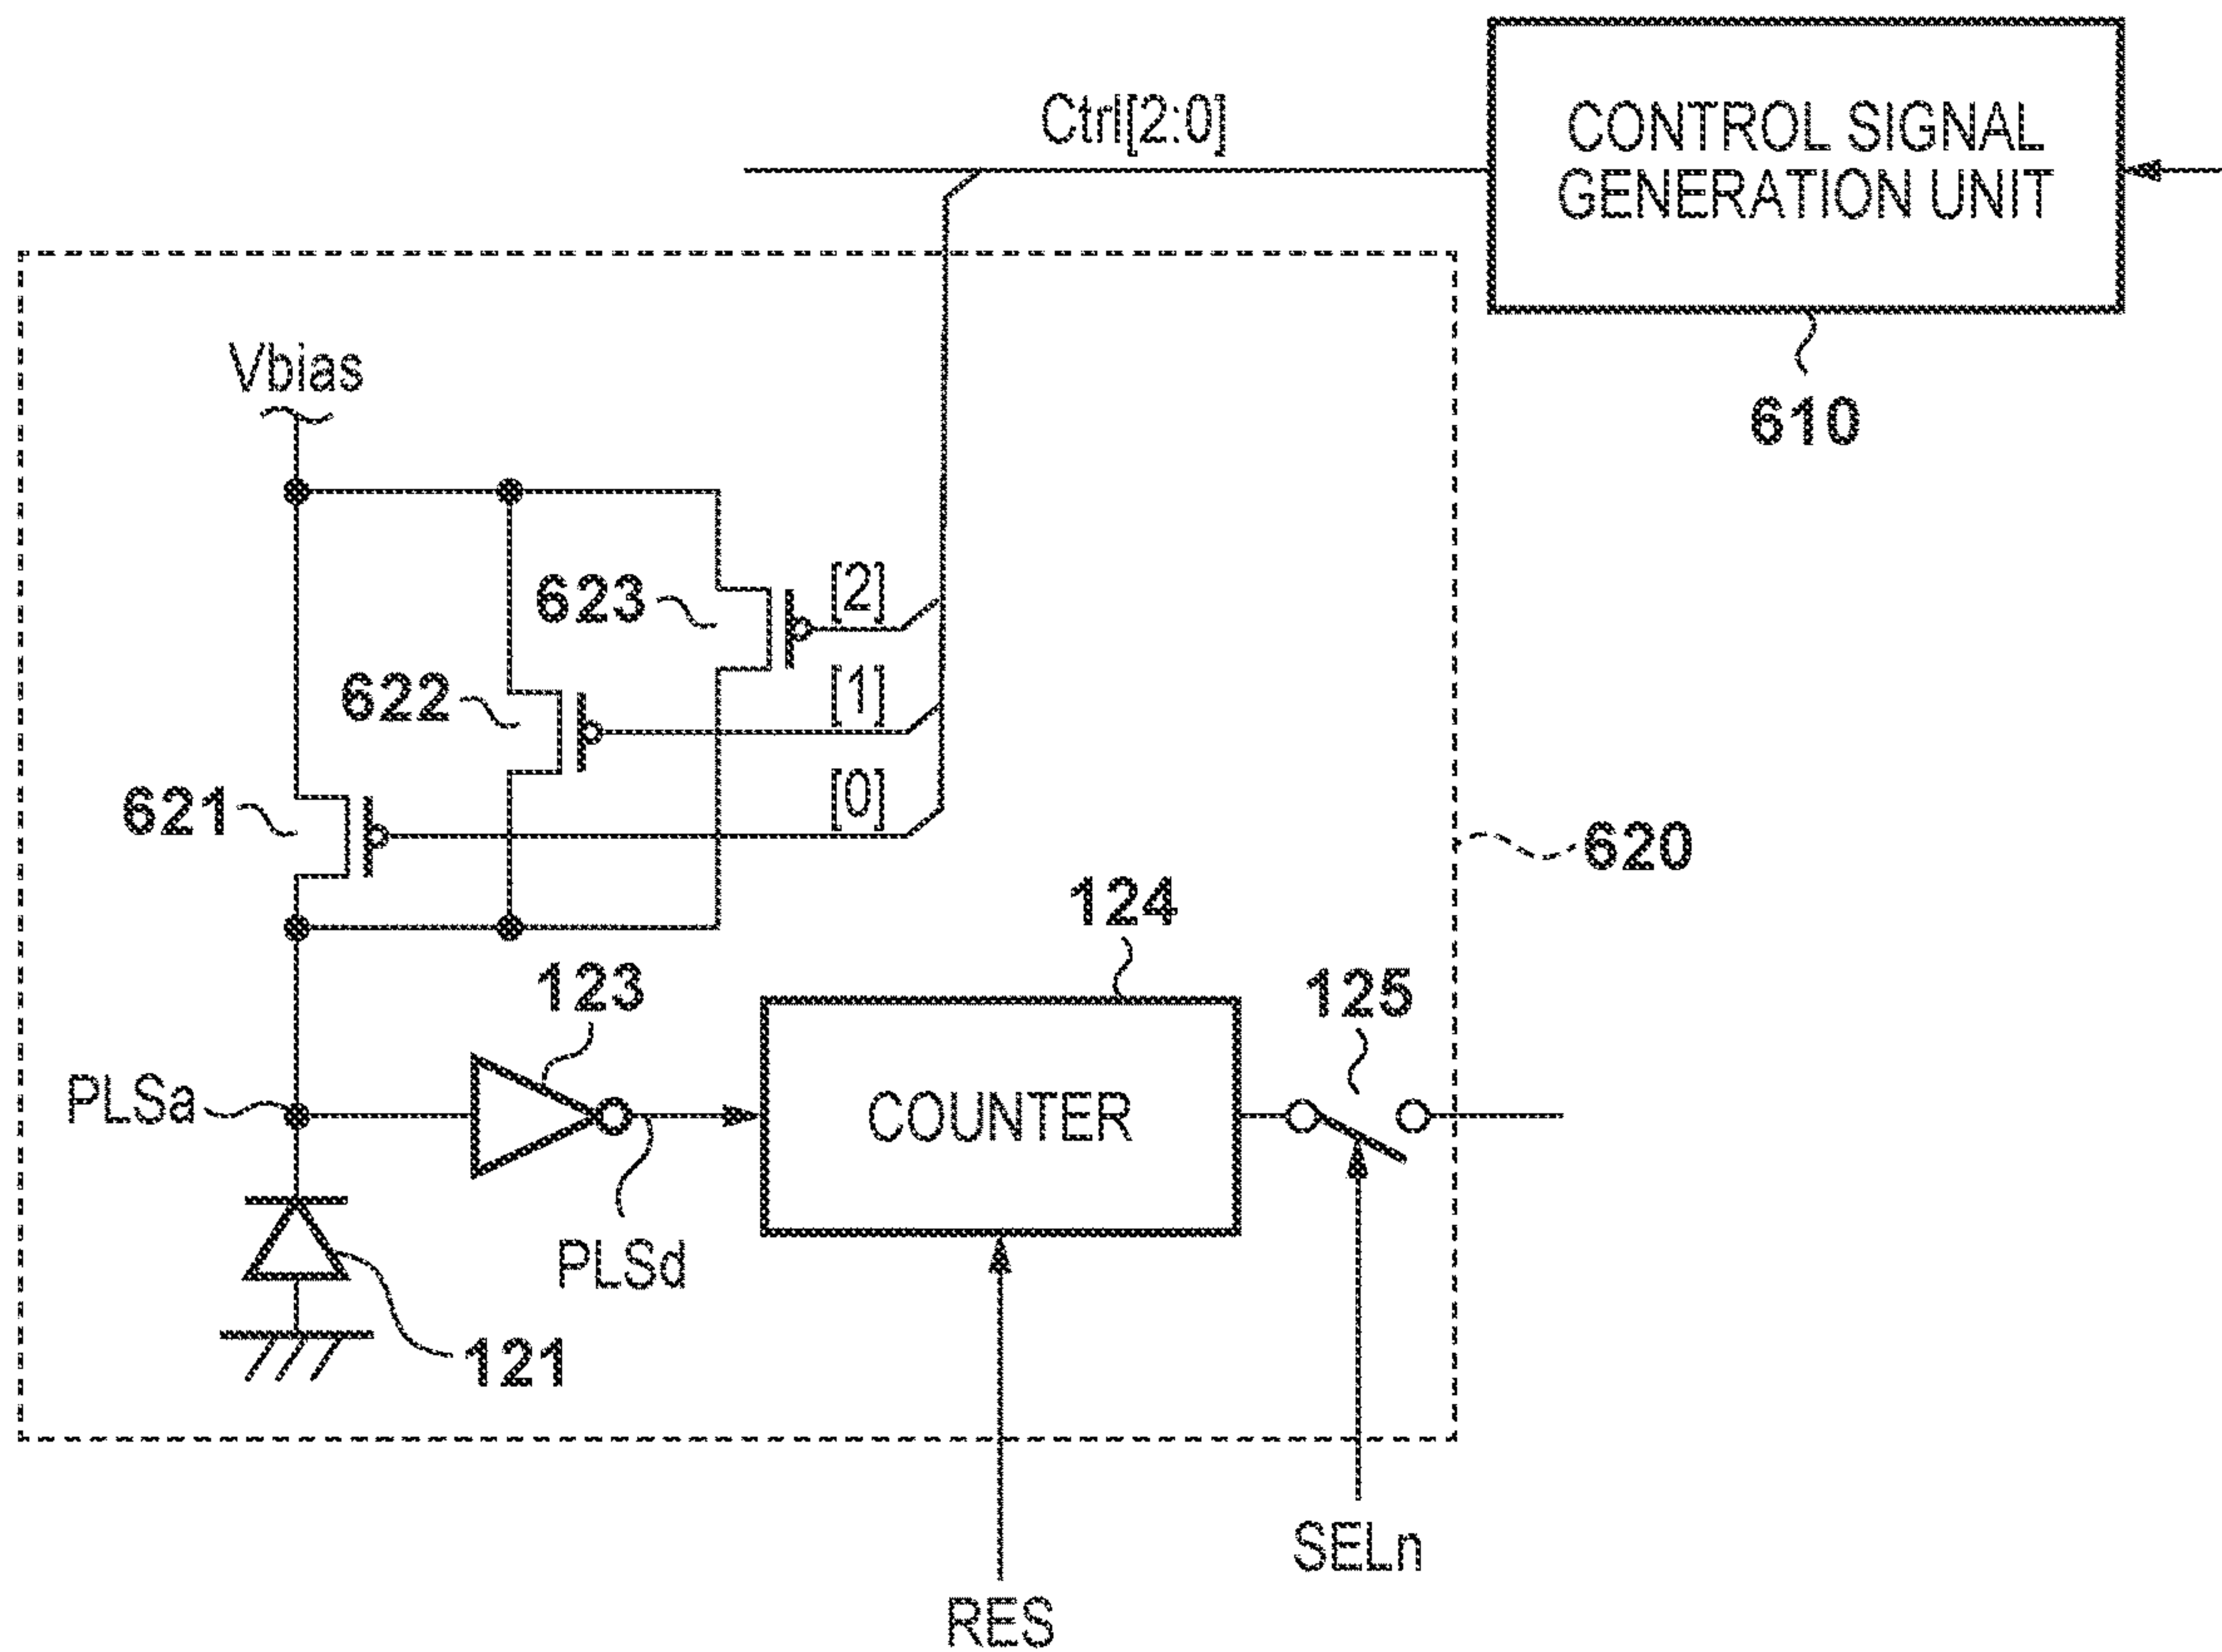 Ctrl[2:0]
CONTROL SIGNAL
GENERATION UNIT
610
Vbias
623
[2]
622
[1]
621
[0]
620
124
123
125
PLSa
COUNTER
PLSd
121
SELn
RES